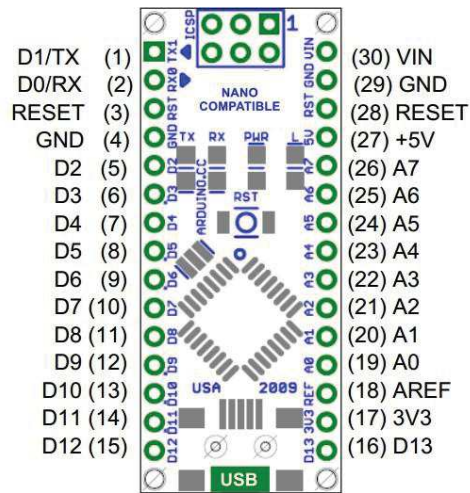 D1/TX (1)
D0/RX (2)
RESET (3)
GND (4)
D2 (5)
D3 (6)
D4 (7)
D5 (8)
D6 (9)
D7 (10)
D8 (11)
D9 (12)
D10 (13)
D11 (14)
D12 (15)
ICSP
1
TX1
RX0
RST
GND
D2
D3
D4
D5
D6
D7
D8
D9
D10
D11
D12
NANO
COMPATIBLE
TX RX PWR L
ARDUINO.CC
RST
USA 2009
USB
VIN
GND
RST
5V
A7
A6
A5
A4
A3
A2
A1
A0
REF
3V3
D13
(30) VIN
(29) GND
(28) RESET
(27) +5V
(26) A7
(25) A6
(24) A5
(23) A4
(22) A3
(21) A2
(20) A1
(19) A0
(18) AREF
(17) 3V3
(16) D13